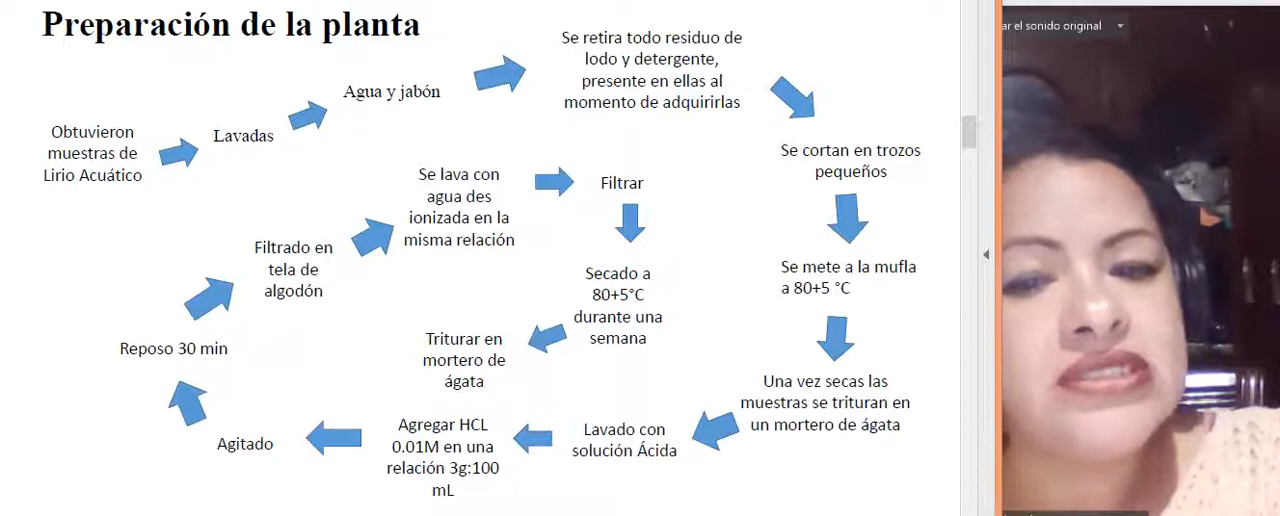 Preparación de la planta
Obtuvieron
muestras de
Lirio Acuático
Lavadas
Agua y jabón
Se retira todo residuo de
lodo y detergente,
presente en ellas al
momento de adquirirlas
Se cortan en trozos
pequeños
Se mete a la mufla
a 80+5 °C
Una vez secas las
muestras se trituran en
un mortero de ágata
Lavado con
solución Ácida
Agregar HCL
0.01M en una
relación 3g:100
mL
Agitado
Reposo 30 min
Filtrado en
tela de
algodón
Se lava con
agua des
ionizada en la
misma relación
Filtrar
Secado a
80+5°C
durante una
semana
Triturar en
mortero de
ágata
ar el sonido original